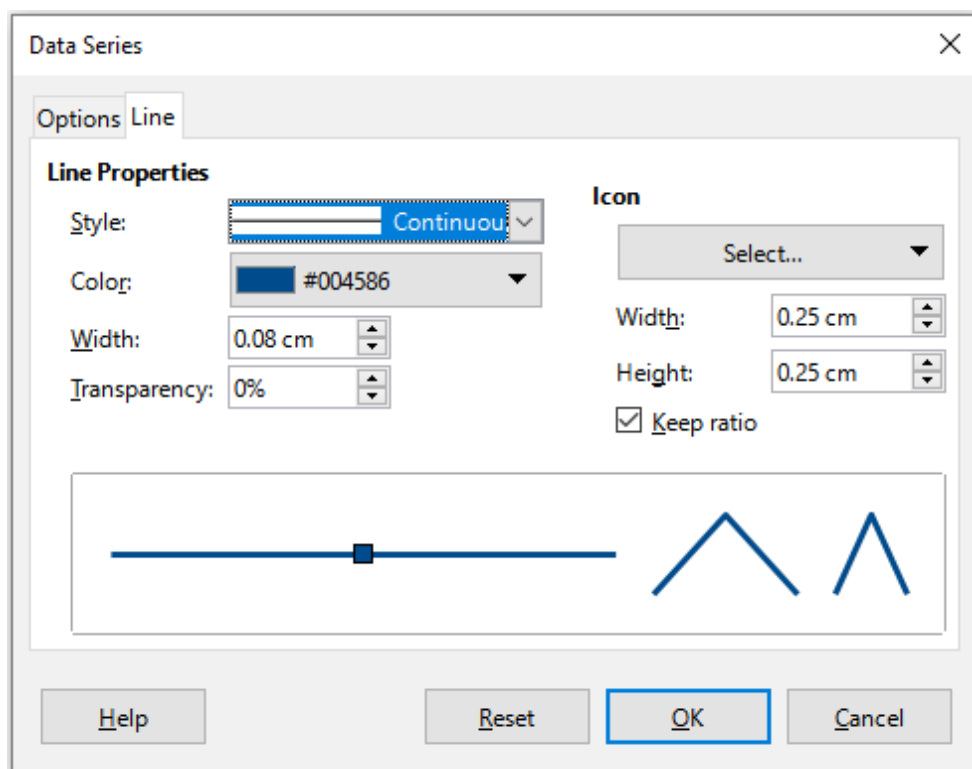 Data Series
Options Line
Line Properties
Style: Continuou
Color: #004586
Width: 0.08 cm
Transparency: 0%
Icon
Select...
Width: 0.25 cm
Height: 0.25 cm
Keep ratio
Help Reset OK Cancel